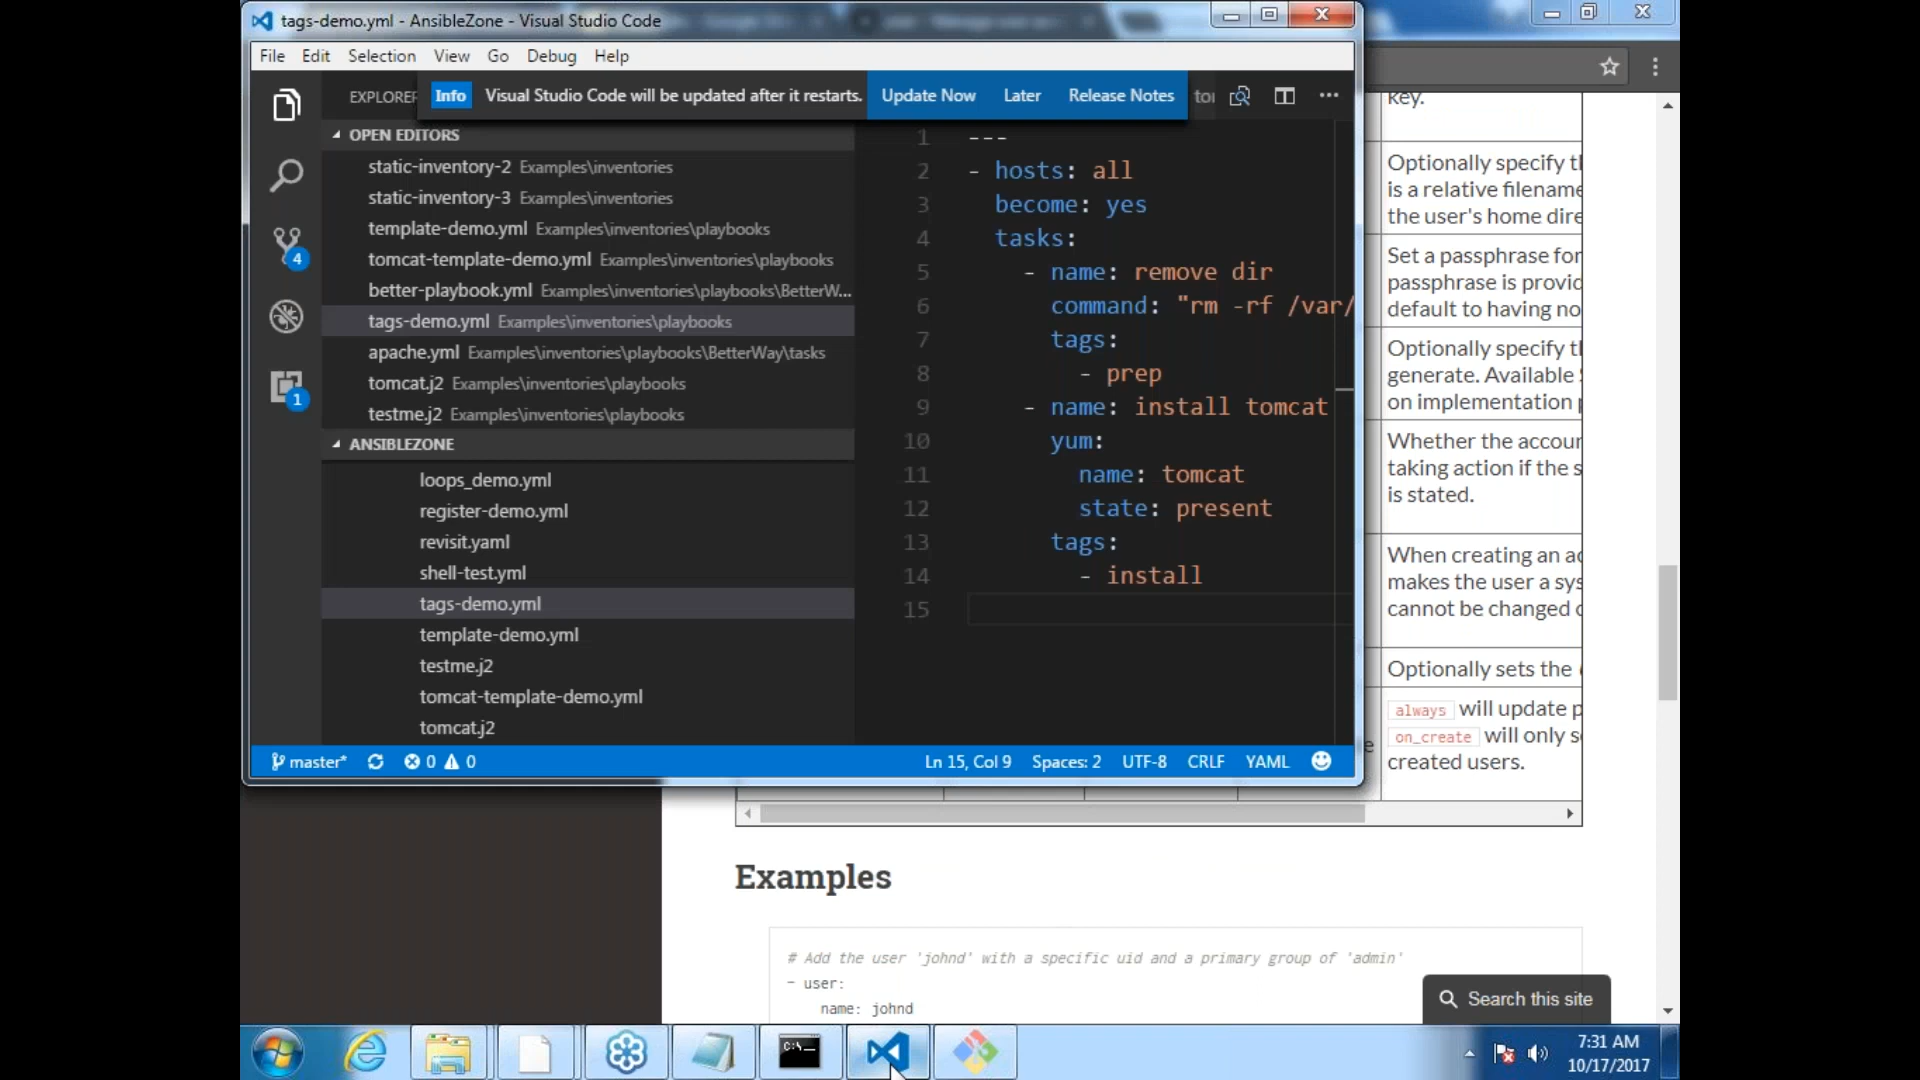 tags-demo.yml - AnsibleZone - Visual Studio Code
File Edit Selection View Go Debug Help
EXPLORER
Info Visual Studio Code will be updated after it restarts. Update Now Later Release Notes
OPEN EDITORS
static-inventory-2 Examples\inventories
static-inventory-3 Examples\inventories
template-demo.yml Examples\inventories\playbooks
tomcat-template-demo.yml Examples\inventories\playbooks
better-playbook.yml Examples\inventories\playbooks\BetterW...
tags-demo.yml Examples\inventories\playbooks
apache.yml Examples\inventories\playbooks\BetterWay\tasks
tomcat.j2 Examples\inventories\playbooks
testme.j2 Examples\inventories\playbooks
ANSIBLEZONE
loops_demo.yml
register-demo.yml
revisit.yaml
shell-test.yml
tags-demo.yml
template-demo.yml
testme.j2
tomcat-template-demo.yml
tomcat.j2
4
1
1 ---
2 - hosts: all
3 become: yes
4 tasks:
5 - name: remove dir
6 command: "rm -rf /var/
7 tags:
8 - prep
9 - name: install tomcat
10 yum:
11 name: tomcat
12 state: present
13 tags:
14 - install
15
master* 0 0 Ln 15, Col 9 Spaces: 2 UTF-8 CRLF YAML
key.
Optionally specify
is a relative filename
the user's home dire
Set a passphrase for
passphrase is provid
default to having no
Optionally specify
generate. Available
on implementation
Whether the accour
taking action if the s
is stated.
When creating an
makes the user a sys
cannot be changed
Optionally sets the
always will update
on_create will only
created users.
Examples
# Add the user 'johnd' with a specific uid and a primary group of 'admin'
- user:
name: johnd
Search this site
C:\
7:31 AM
10/17/2017